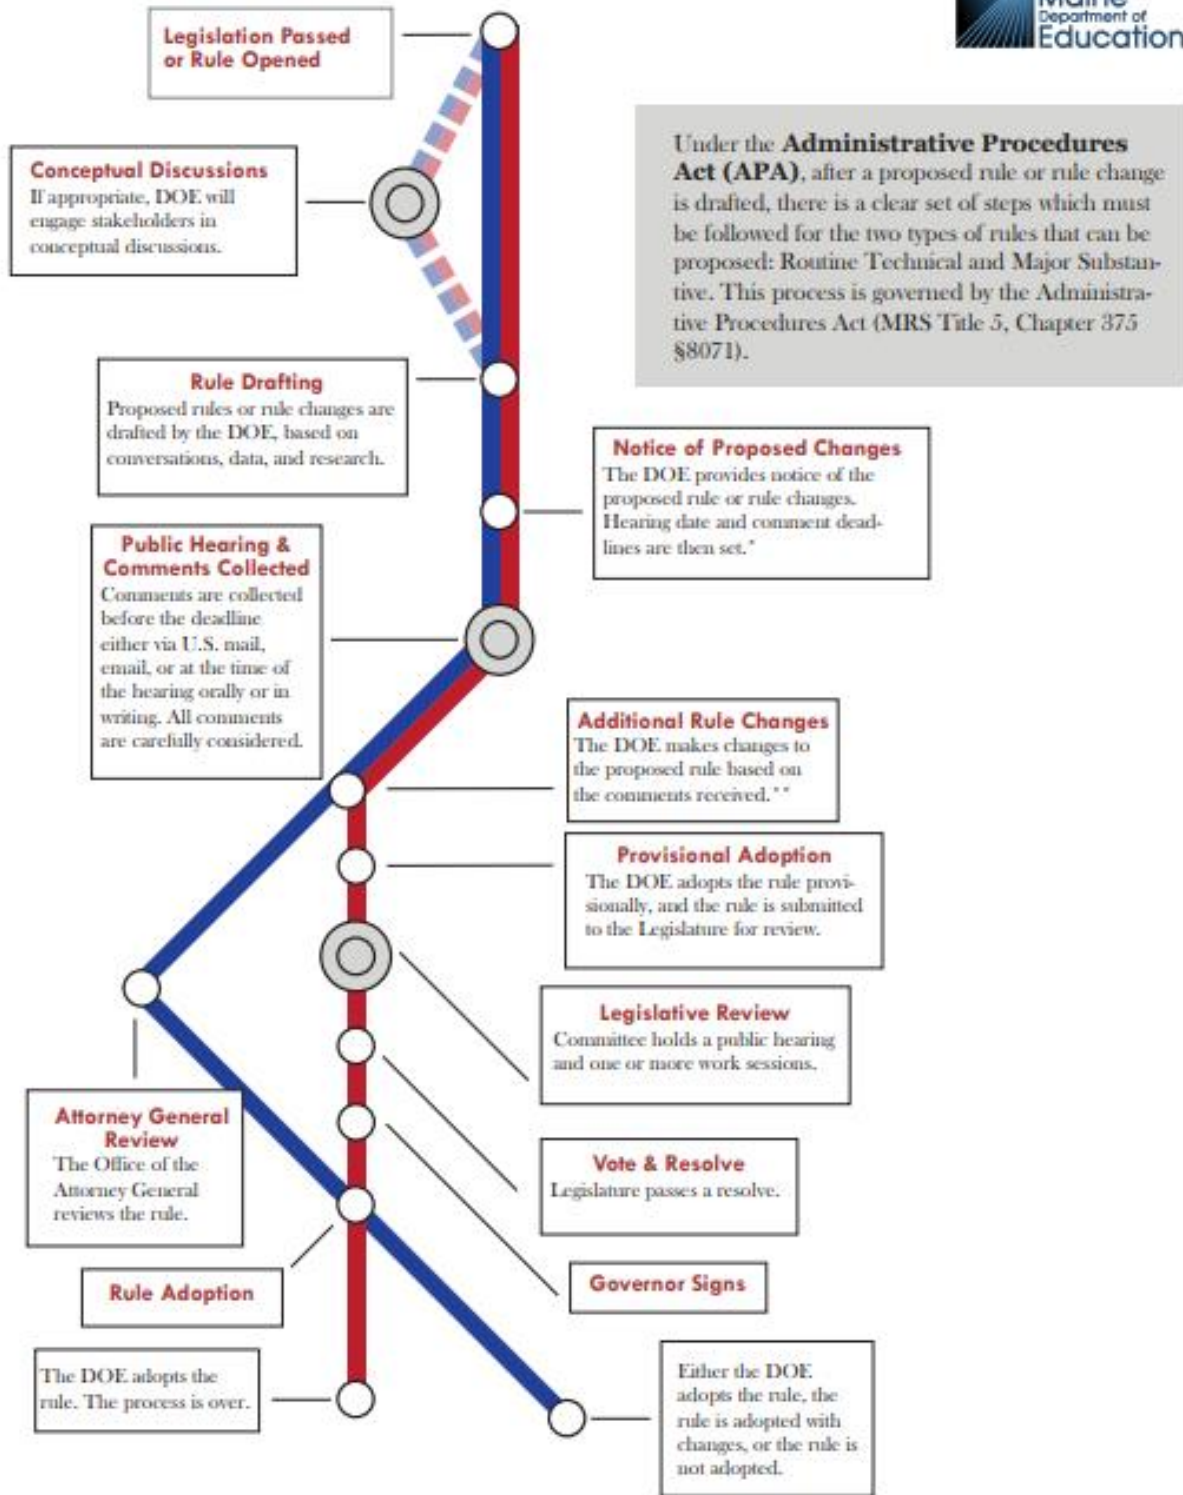 Maine
Department of
Education
Legislation Passed
or Rule Opened
Under the Administrative Procedures
Act (APA), after a proposed rule or rule change
is drafted, there is a clear set of steps which must
be followed for the two types of rules that can be
proposed: Routine Technical and Major Substan-
tive. This process is governed by the Administra-
tive Procedures Act (MRS Title 5, Chapter 375
§8071).
Conceptual Discussions
If appropriate, DOE will
engage stakeholders in
conceptual discussions.
Rule Drafting
Proposed rules or rule changes are
drafted by the DOE, based on
conversations, data, and research.
Notice of Proposed Changes
The DOE provides notice of the
proposed rule or rule changes.
Hearing date and comment dead-
lines are then set.*
Public Hearing &
Comments Collected
Comments are collected
before the deadline
either via U.S. mail,
email, or at the time of
the hearing orally or in
writing. All comments
are carefully considered.
Additional Rule Changes
The DOE makes changes to
the proposed rule based on
the comments received.**
Provisional Adoption
The DOE adopts the rule provi-
sionally, and the rule is submitted
to the Legislature for review.
Legislative Review
Committee holds a public hearing
and one or more work sessions.
Attorney General
Review
The Office of the
Attorney General
reviews the rule.
Vote & Resolve
Legislature passes a resolve.
Rule Adoption
Governor Signs
The DOE adopts the
rule. The process is over.
Either the DOE
adopts the rule, the
rule is adopted with
changes, or the rule is
not adopted.